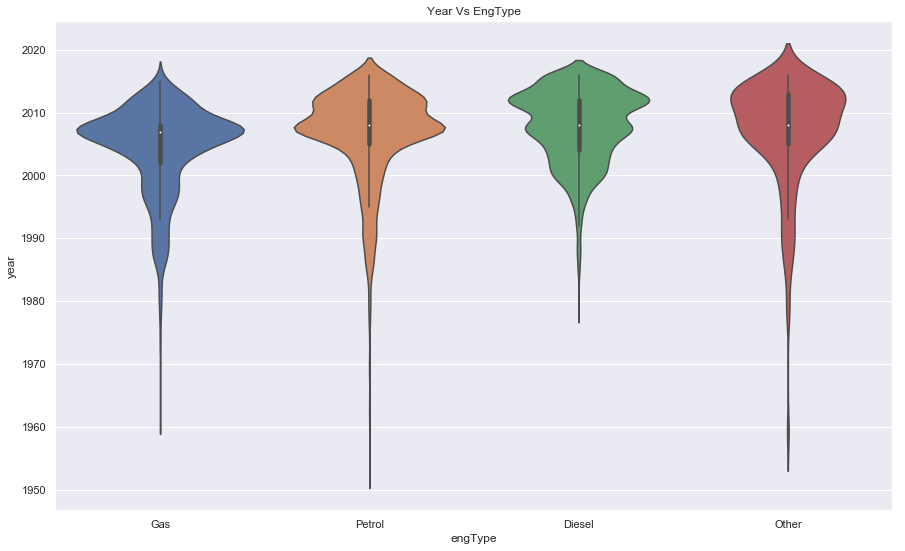 Year Vs EngType
2020
2010
2000
1990
1980
1970
1960
1950
year
Gas Petrol Diesel Other
engType